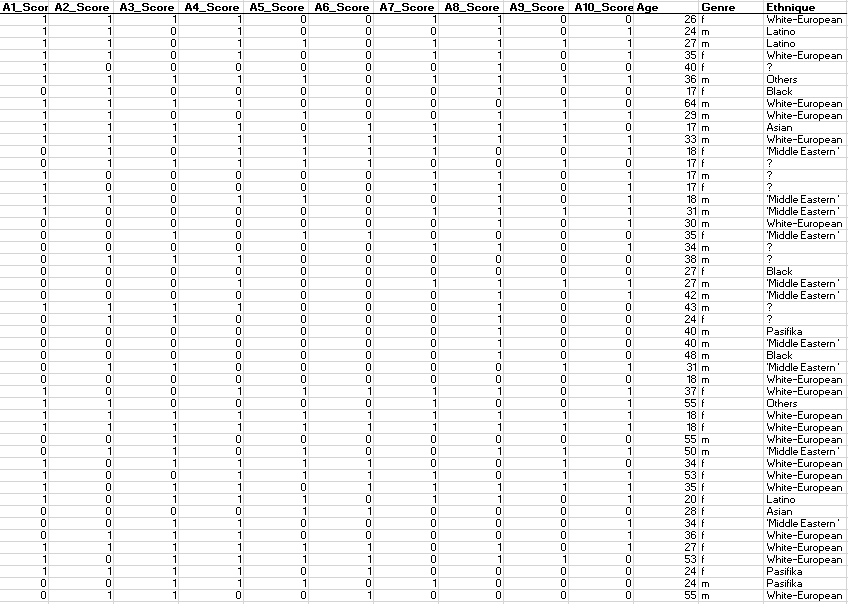 A1_Scor A2_Score A3_Score A4_Score A5_Score A6_Score A7_Score A8_Score A9_Score A10_Score Age Genre Ethnique
1 1 1 1 0 0 1 1 0 0 26 f White-European
1 1 0 1 0 0 0 1 0 1 24 m Latino
1 1 0 1 1 0 1 1 1 1 27 m Latino
1 1 0 1 0 0 1 1 0 1 35 f White-European
1 0 0 0 0 0 0 1 0 0 40 f ?
1 1 1 1 1 0 1 1 1 1 36 m Others
0 1 0 0 0 0 0 1 0 0 17 f Black
1 1 1 1 0 0 0 0 1 0 64 m White-European
1 1 0 0 1 0 0 1 1 1 29 m White-European
1 1 1 1 0 1 1 1 1 0 17 m Asian
1 1 1 1 1 1 1 1 1 1 33 m White-European
0 1 0 1 1 1 1 0 0 1 18 f 'Middle Eastern '
0 1 1 1 1 1 0 0 1 0 17 f ?
1 0 0 0 0 0 1 1 0 1 17 m ?
1 0 0 0 0 0 1 1 0 1 17 f ?
1 1 0 1 1 0 0 1 0 1 18 m 'Middle Eastern '
1 0 0 0 0 0 1 1 1 1 31 m 'Middle Eastern '
0 0 0 0 0 0 0 1 0 1 30 m White-European
0 0 1 0 1 1 0 0 0 0 35 f 'Middle Eastern '
0 0 0 0 0 0 1 1 0 1 34 m ?
0 1 1 1 0 0 0 0 0 0 38 m ?
0 0 0 0 0 0 0 0 0 0 27 f Black
0 0 0 1 0 0 1 1 1 1 27 m 'Middle Eastern '
0 0 0 0 0 0 0 1 0 1 42 m 'Middle Eastern '
1 1 1 1 0 0 0 1 0 0 43 m ?
0 1 1 0 0 0 0 1 0 0 24 f ?
0 0 0 0 0 0 0 1 0 0 40 m Pasifika
0 0 0 0 0 0 0 1 0 0 40 m 'Middle Eastern '
0 0 0 0 0 0 0 1 0 0 48 m Black
0 1 1 0 0 0 0 0 1 1 31 m 'Middle Eastern '
0 0 0 0 0 0 0 0 0 0 18 m White-European
1 0 0 1 1 1 1 1 0 1 37 f White-European
1 1 0 0 0 0 1 0 0 0 55 f Others
1 1 1 1 1 1 1 1 1 1 18 f White-European
1 1 1 1 1 1 1 1 1 1 18 f White-European
0 0 1 0 0 0 0 0 0 0 55 m White-European
0 1 1 0 1 1 0 1 1 1 50 m 'Middle Eastern '
1 0 1 1 1 1 0 0 1 0 34 f White-European
1 0 0 1 1 1 1 0 1 1 53 f White-European
1 1 1 0 1 1 1 1 1 1 35 f White-European
1 0 1 1 1 0 1 1 1 1 20 f Latino
0 0 0 0 1 1 0 0 0 0 28 f Asian
0 0 1 1 0 0 0 0 0 1 34 f 'Middle Eastern '
0 1 1 1 1 0 0 0 0 1 36 f White-European
1 1 1 1 1 1 0 0 0 1 27 f White-European
1 0 1 1 1 1 0 1 1 0 53 f White-European
1 1 1 1 1 0 0 0 0 0 24 f Pasifika
0 0 1 1 1 0 1 0 0 0 24 m Pasifika
0 1 1 0 0 1 0 0 0 1 55 m White-European